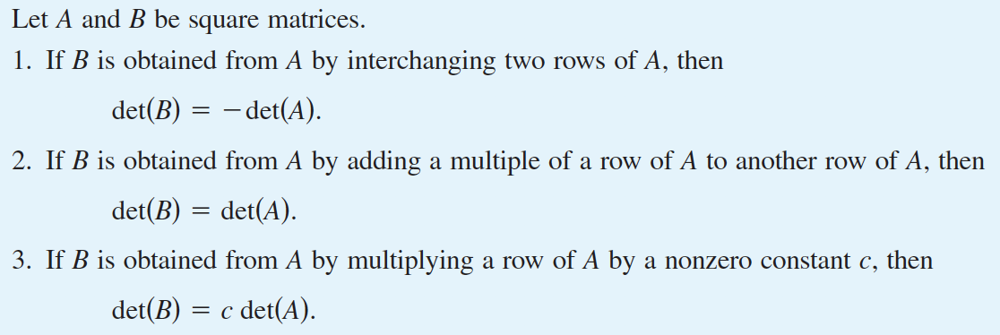 Let A and B be square matrices.
1. If B is obtained from A by interchanging two rows of A, then
det(B) = −det(A).
2. If B is obtained from A by adding a multiple of a row of A to another row of A, then
det(B) = det(A).
3. If B is obtained from A by multiplying a row of A by a nonzero constant c, then
det(B) = c det(A).